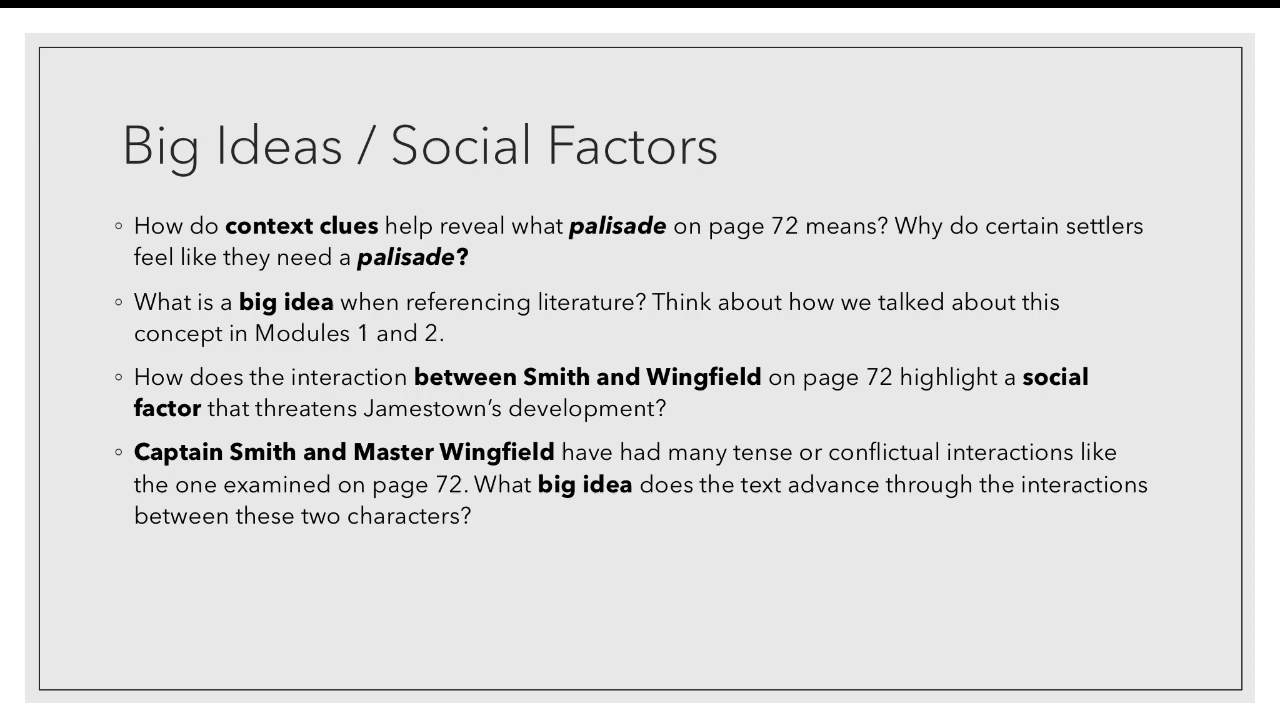 Big Ideas / Social Factors
◦ How do context clues help reveal what palisade on page 72 means? Why do certain settlers
feel like they need a palisade?
◦ What is a big idea when referencing literature? Think about how we talked about this
concept in Modules 1 and 2.
◦ How does the interaction between Smith and Wingfield on page 72 highlight a social
factor that threatens Jamestown’s development?
◦ Captain Smith and Master Wingfield have had many tense or conflictual interactions like
the one examined on page 72. What big idea does the text advance through the interactions
between these two characters?